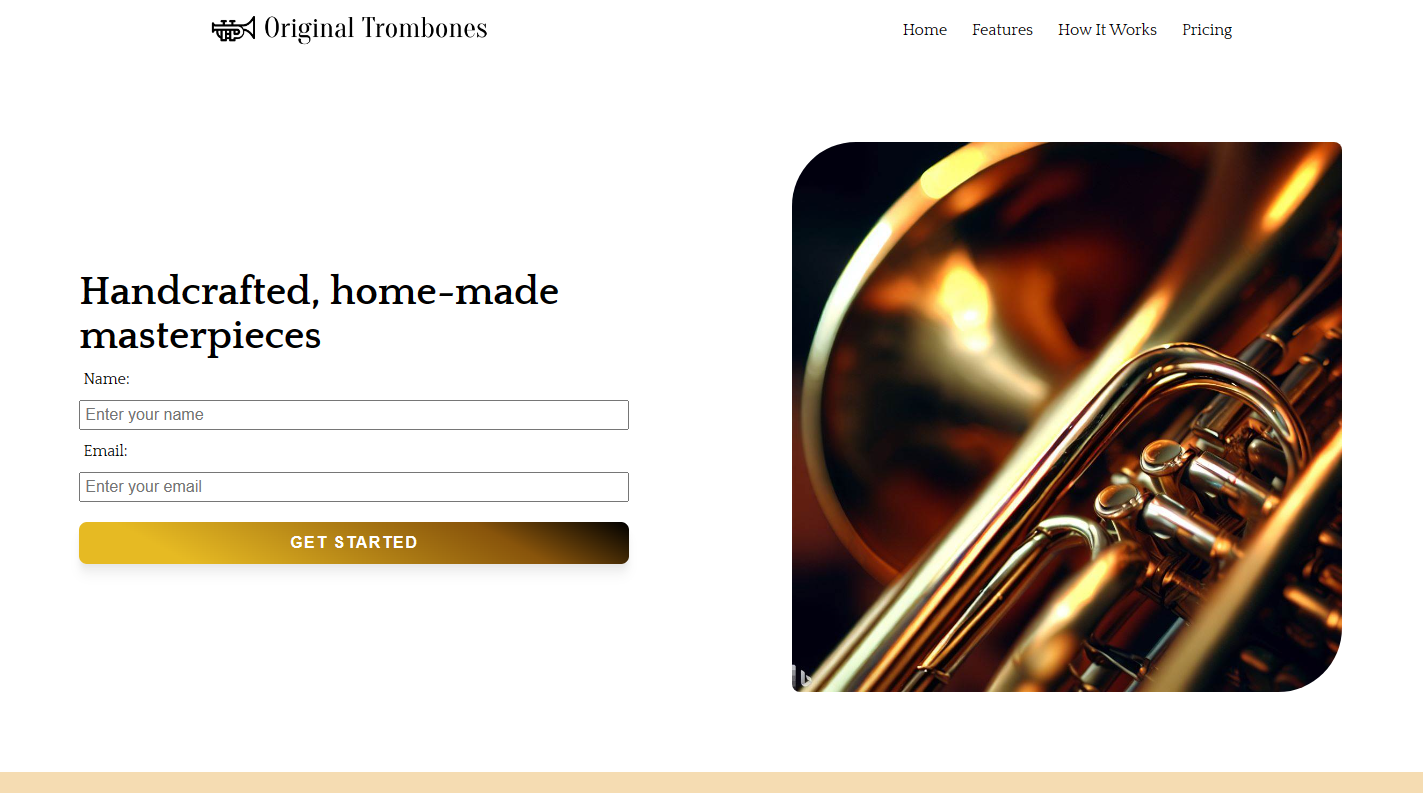 Original Trombones
Home
Features
How It Works
Pricing
Handcrafted, home-made
masterpieces
Name:
Enter your name
Email:
Enter your email
GET STARTED